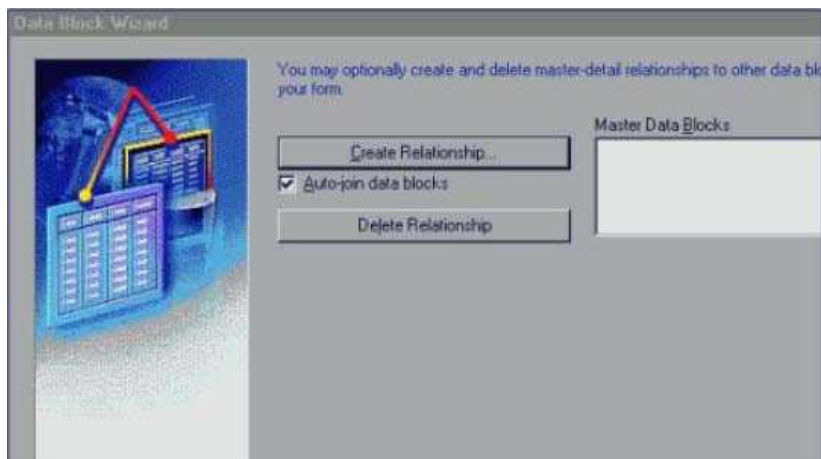 Data Block Wizard
You may optionally create and delete master-detail relationships to other data
your form.
Master Data Blocks
Create Relationship...
Auto-join data blocks
Delete Relationship